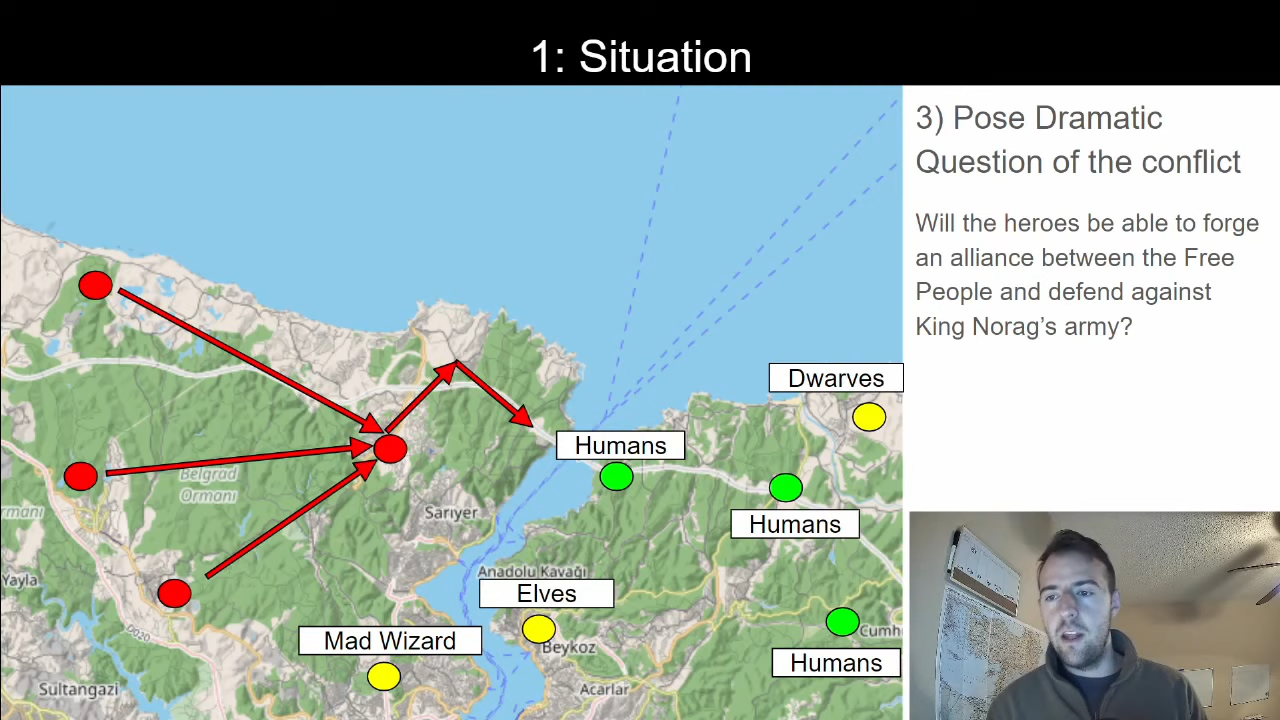 1: Situation
3) Pose Dramatic
Question of the conflict
Will the heroes be able to forge
an alliance between the Free
People and defend against
King Norag's army?
Dwarves
Humans
Belgrad
Ormanı
Sarıyer
Humans
Anadolu Kavağı
Elves
Yayla
D020
Mad Wizard
Beykoz
Humans
Sultangazi
Acarlar